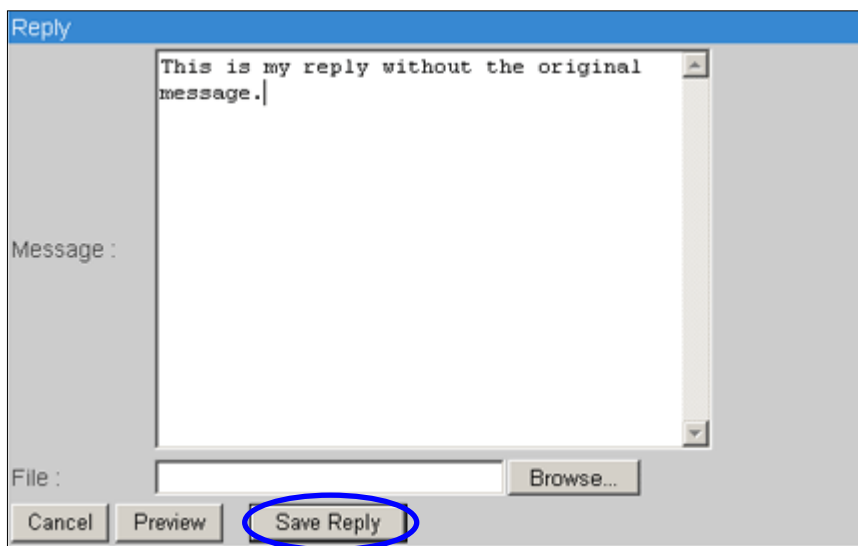 Reply
This is my reply without the original
message.
Message :
File :
Browse...
Cancel Preview Save Reply